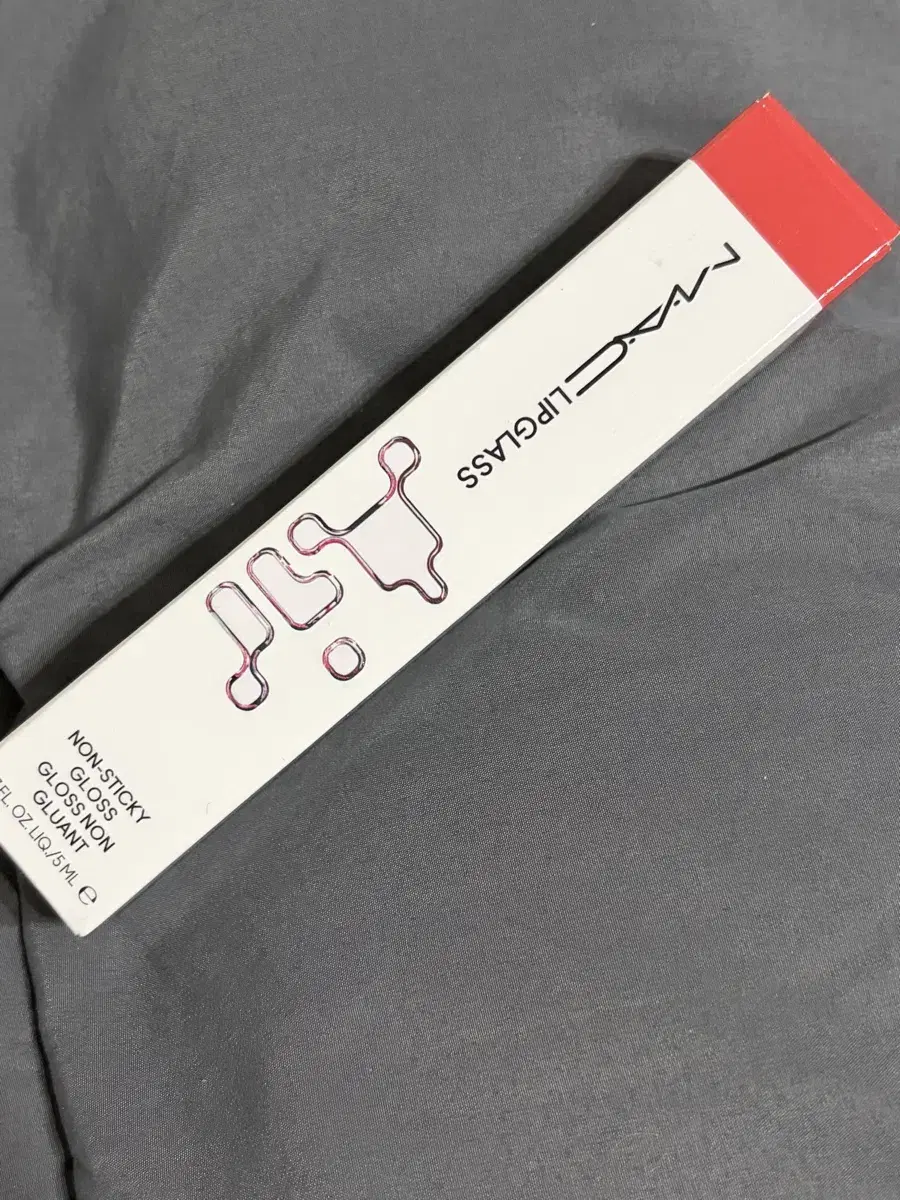 MAC
LIPGLASS
NON-STICKY
GLOSS
GLOSS NON
GLUANT
FL. OZ. LIQ./5 ML ℮